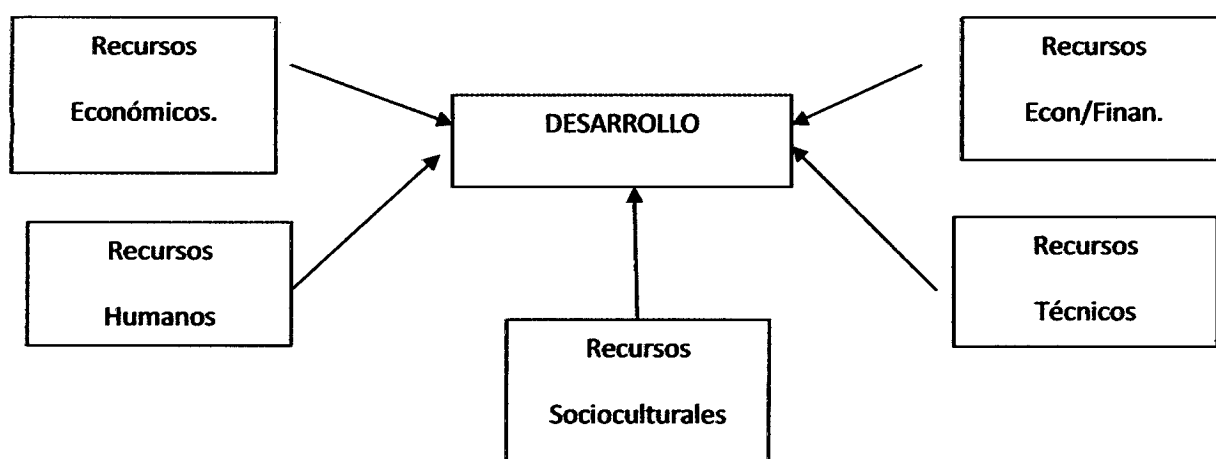 Recursos
Económicos.
DESARROLLO
Recursos
Econ/Finan.
Recursos
Humanos
Recursos
Socioculturales
Recursos
Técnicos